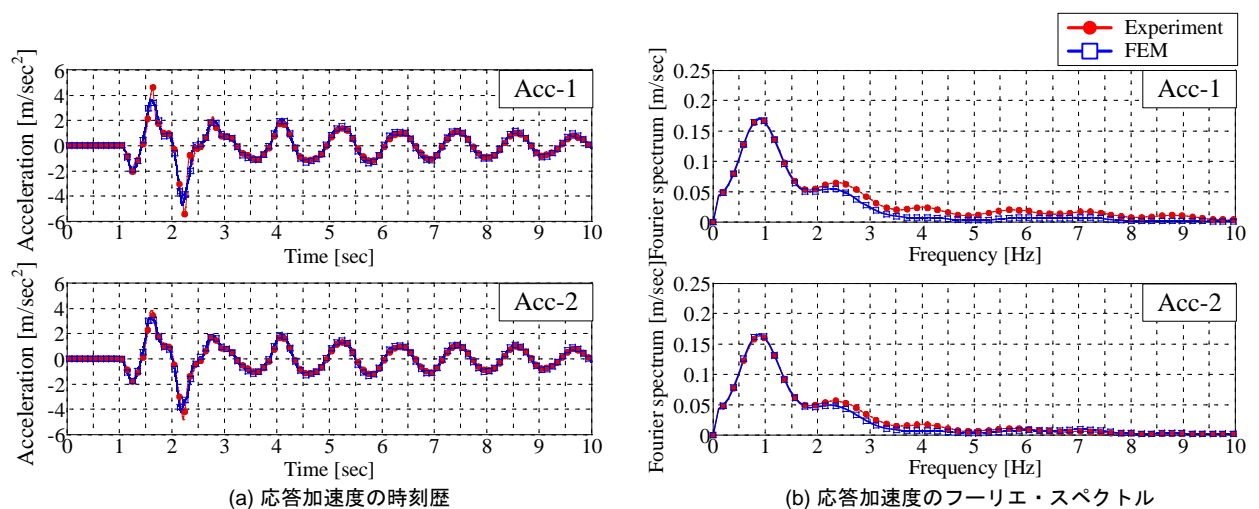 Experiment
FEM
Acceleration [m/sec²]
6
4
2
0
-2
-4
-6
Acc-1
0 1 2 3 4 5 6 7 8 9 10
Time [sec]
Fourier spectrum [m/sec]
0.25
0.2
0.15
0.1
0.05
0
Acc-1
0 1 2 3 4 5 6 7 8 9 10
Frequency [Hz]
Acceleration [m/sec²]
6
4
2
0
-2
-4
-6
Acc-2
0 1 2 3 4 5 6 7 8 9 10
Time [sec]
(a) 応答加速度の時刻歴
Fourier spectrum [m/sec]
0.25
0.2
0.15
0.1
0.05
0
Acc-2
0 1 2 3 4 5 6 7 8 9 10
Frequency [Hz]
(b) 応答加速度のフーリエ・スペクトル